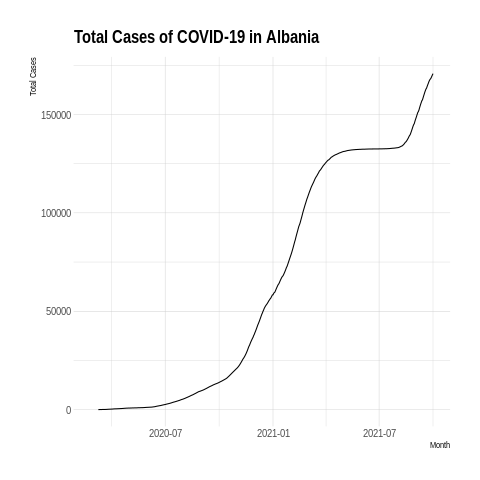 Total Cases of COVID-19 in Albania
Total Cases
150000
100000
50000
0
2020-07
2021-01
2021-07
Month